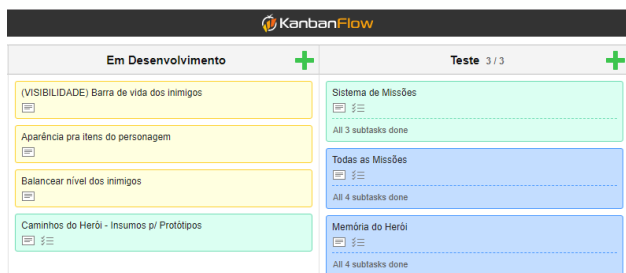 KanbanFlow
Em Desenvolvimento
(VISIBILIDADE) Barra de vida dos inimigos
Aparência pra itens do personagem
Balancear nível dos inimigos
Caminhos do Herói - Insumos p/ Protótipos
Teste 3 / 3
Sistema de Missões
All 3 subtasks done
Todas as Missões
All 4 subtasks done
Memória do Herói
All 4 subtasks done